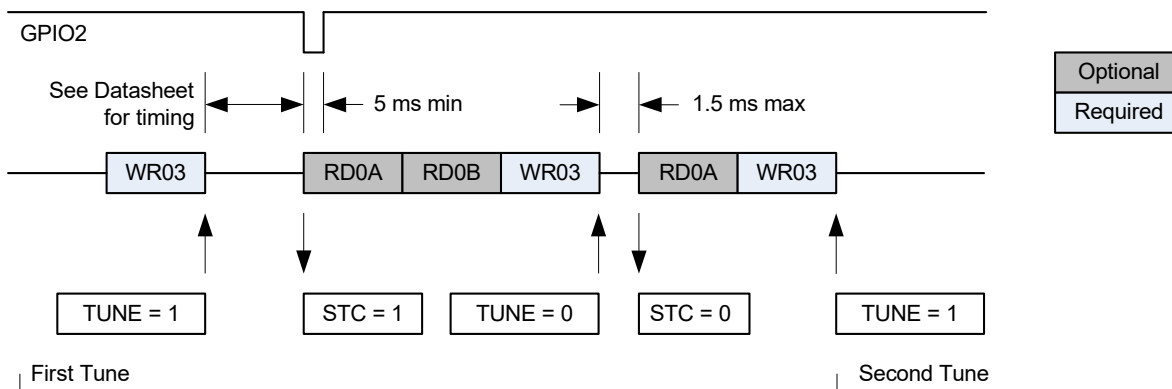 GPIO2
See Datasheet
for timing
5 ms min
1.5 ms max
Optional
Required
WR03
RD0A
RD0B
WR03
RD0A
WR03
TUNE = 1
STC = 1
TUNE = 0
STC = 0
TUNE = 1
First Tune
Second Tune